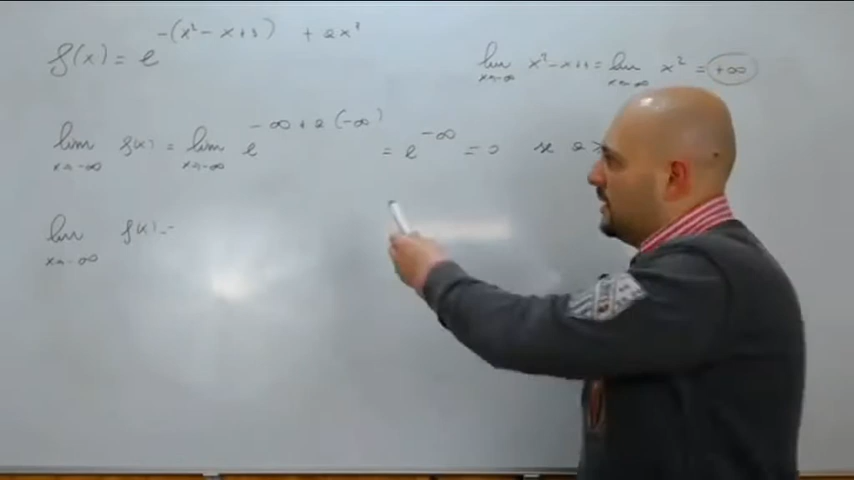 f(x) = e^{-(x²-x+3)} + ax³
lim x→-∞ x²-x+3 = lim x→-∞ x² = +∞
lim x→-∞ f(x) = lim x→-∞ e^{-∞ + a(-∞)} = e^{-∞} = 0 se a>
lim x→-∞ f(x) =